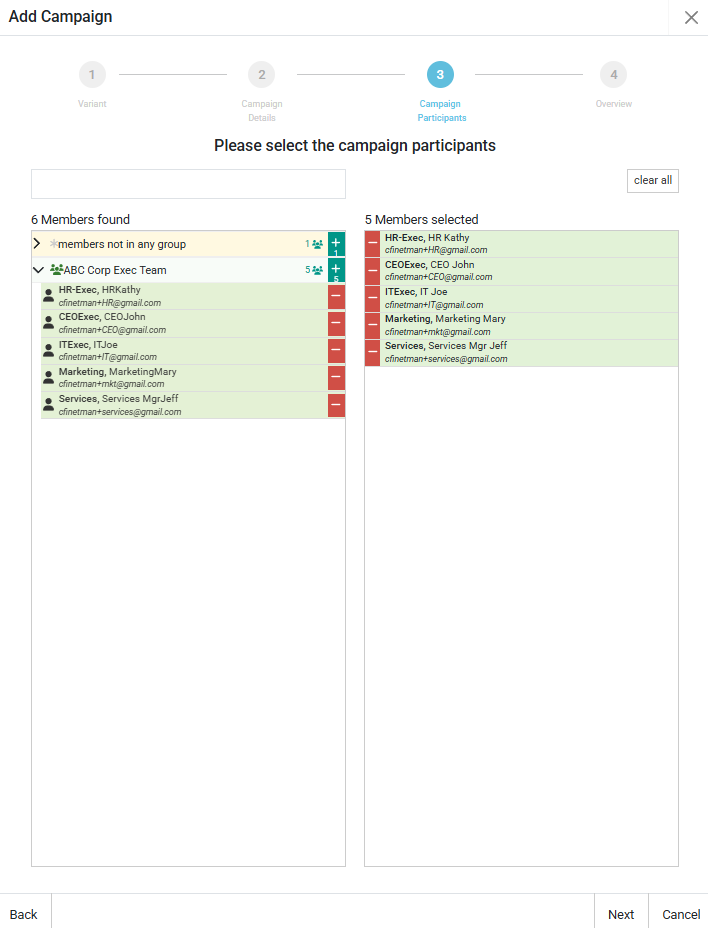 Add Campaign
1
2
3
4
Variant
Campaign
Details
Campaign
Participants
Overview
Please select the campaign participants
clear all
6 Members found
5 Members selected
members not in any group
1
+
1
ABC Corp Exec Team
5
+
5
HR-Exec, HRKathy
cfinetman+HR@gmail.com
CEOExec, CEOJohn
cfinetman+CEO@gmail.com
ITExec, ITJoe
cfinetman+IT@gmail.com
Marketing, MarketingMary
cfinetman+mkt@gmail.com
Services, Services MgrJeff
cfinetman+services@gmail.com
HR-Exec, HR Kathy
cfinetman+HR@gmail.com
CEOExec, CEO John
cfinetman+CEO@gmail.com
ITExec, IT Joe
cfinetman+IT@gmail.com
Marketing, Marketing Mary
cfinetman+mkt@gmail.com
Services, Services Mgr Jeff
cfinetman+services@gmail.com
Back
Next
Cancel